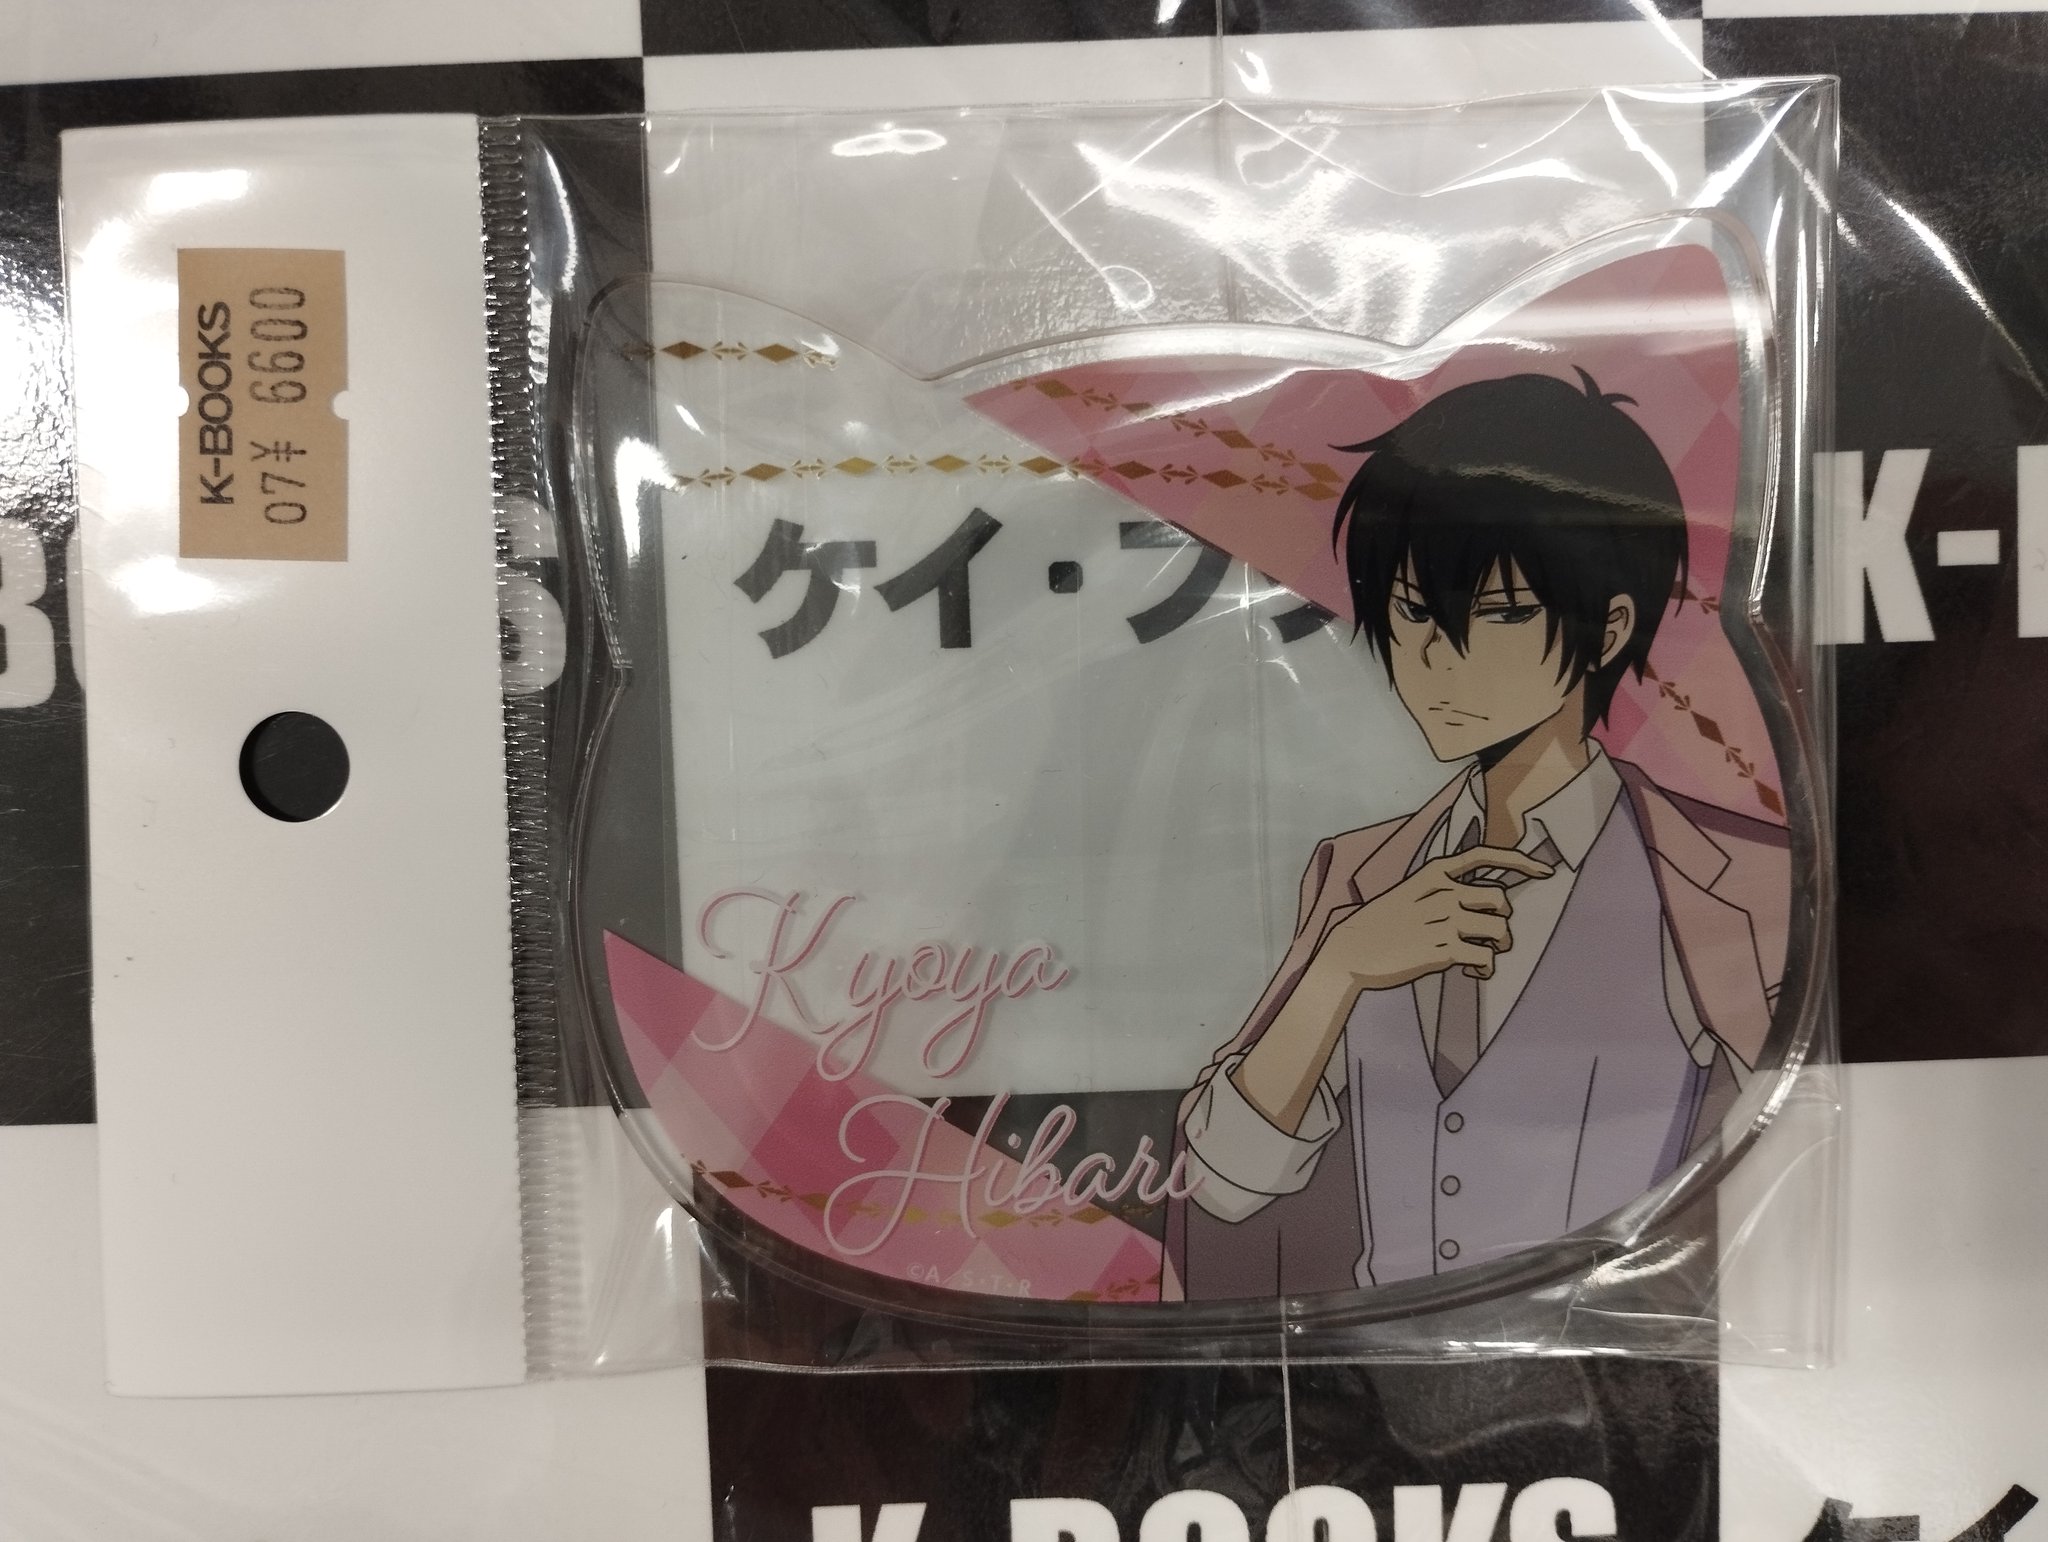 K-BOOKS
07¥ 6600
ケイ・ブ
Kyoya
Hibari
©A/S・T・R
K-BOOKS
K-